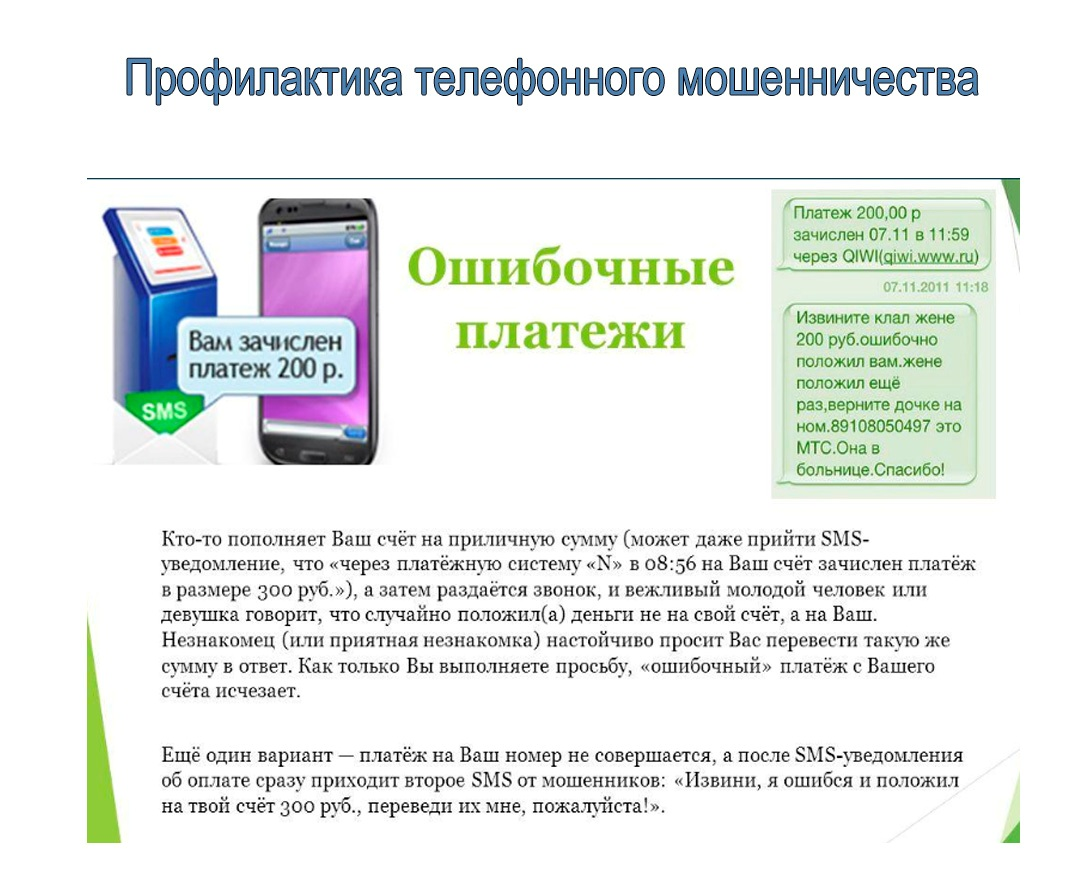 Профилактика телефонного мошенничества
Вам зачислен
платеж 200 р.
SMS
Ошибочные
платежи
Платеж 200,00 р
зачислен 07.11 в 11:59
через QIWI(qiwi.www.ru)
07.11.2011 11:18
Извините клал жене
200 руб.ошибочно
положил вам.жене
положил ещё
раз,верните дочке на
ном.89108050497 это
МТС.Она в
больнице.Спасибо!
Кто-то пополняет Ваш счёт на приличную сумму (может даже прийти SMS-
уведомление, что «через платёжную систему «N» в 08:56 на Ваш счёт зачислен платёж
в размере 300 руб.»), а затем раздаётся звонок, и вежливый молодой человек или
девушка говорит, что случайно положил(а) деньги не на свой счёт, а на Ваш.
Незнакомец (или приятная незнакомка) настойчиво просит Вас перевести такую же
сумму в ответ. Как только Вы выполняете просьбу, «ошибочный» платёж с Вашего
счёта исчезает.
Ещё один вариант — платёж на Ваш номер не совершается, а после SMS-уведомления
об оплате сразу приходит второе SMS от мошенников: «Извини, я ошибся и положил
на твой счёт 300 руб., переведи их мне, пожалуйста!».